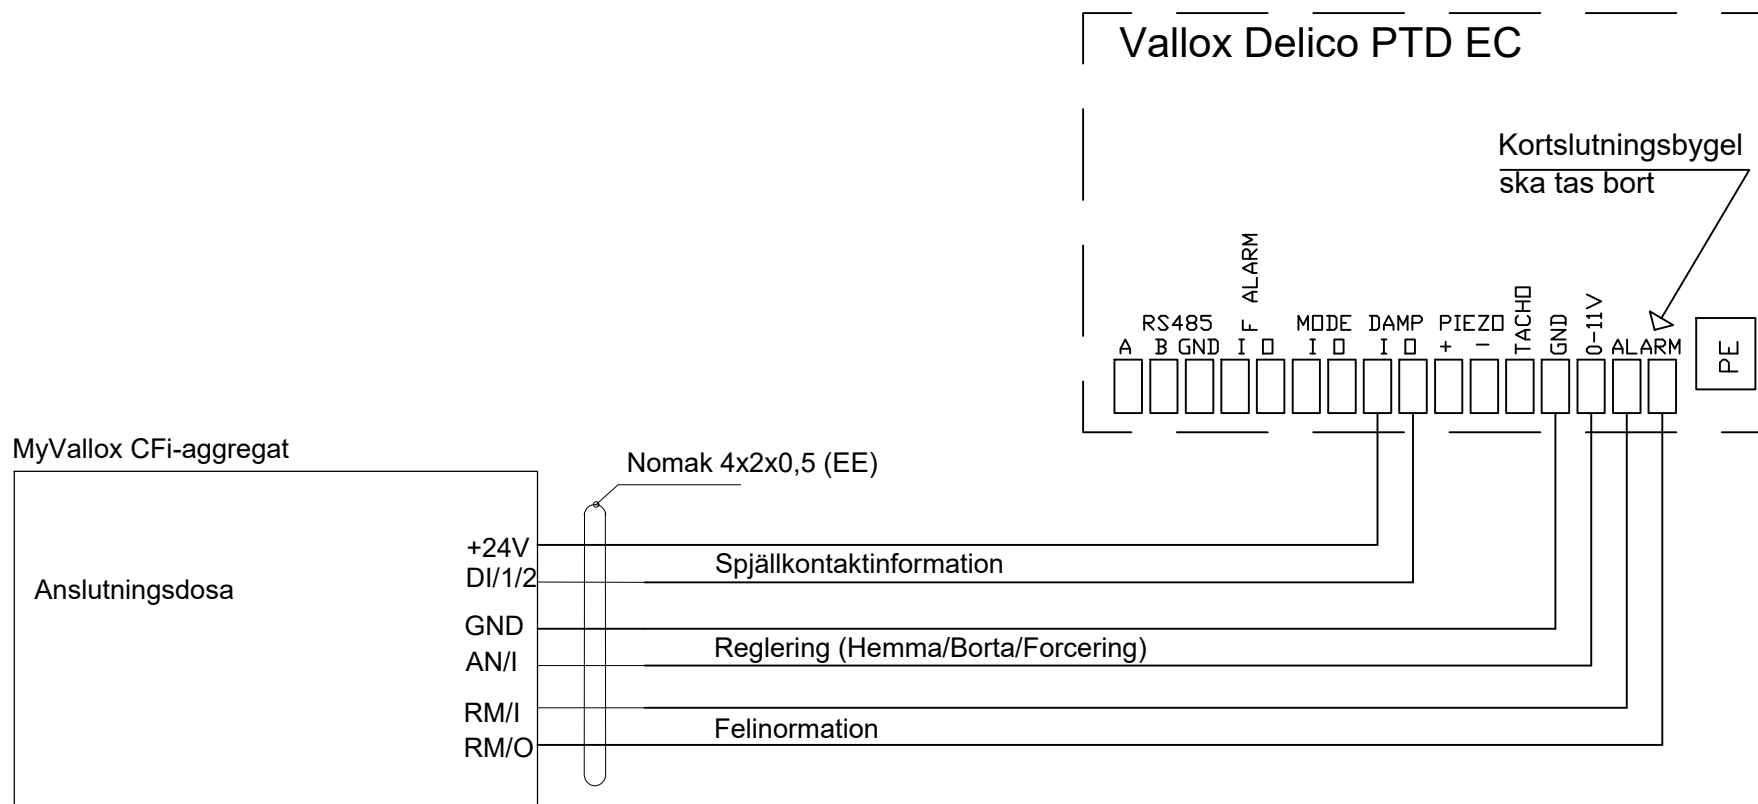 Vallox Delico PTD EC
Kortslutningsbygel
ska tas bort
F ALARM
TACHO
GND
0-11V
RS485 MODE DAMP PIEZO
A B GND I O I O I O + - ALARM
PE
MyVallox CFi-aggregat
Nomak 4x2x0,5 (EE)
+24V
Spjällkontaktinformation
DI/1/2
Anslutningsdosa
GND
Reglering (Hemma/Borta/Forcering)
AN/I
RM/I
Felinormation
RM/O